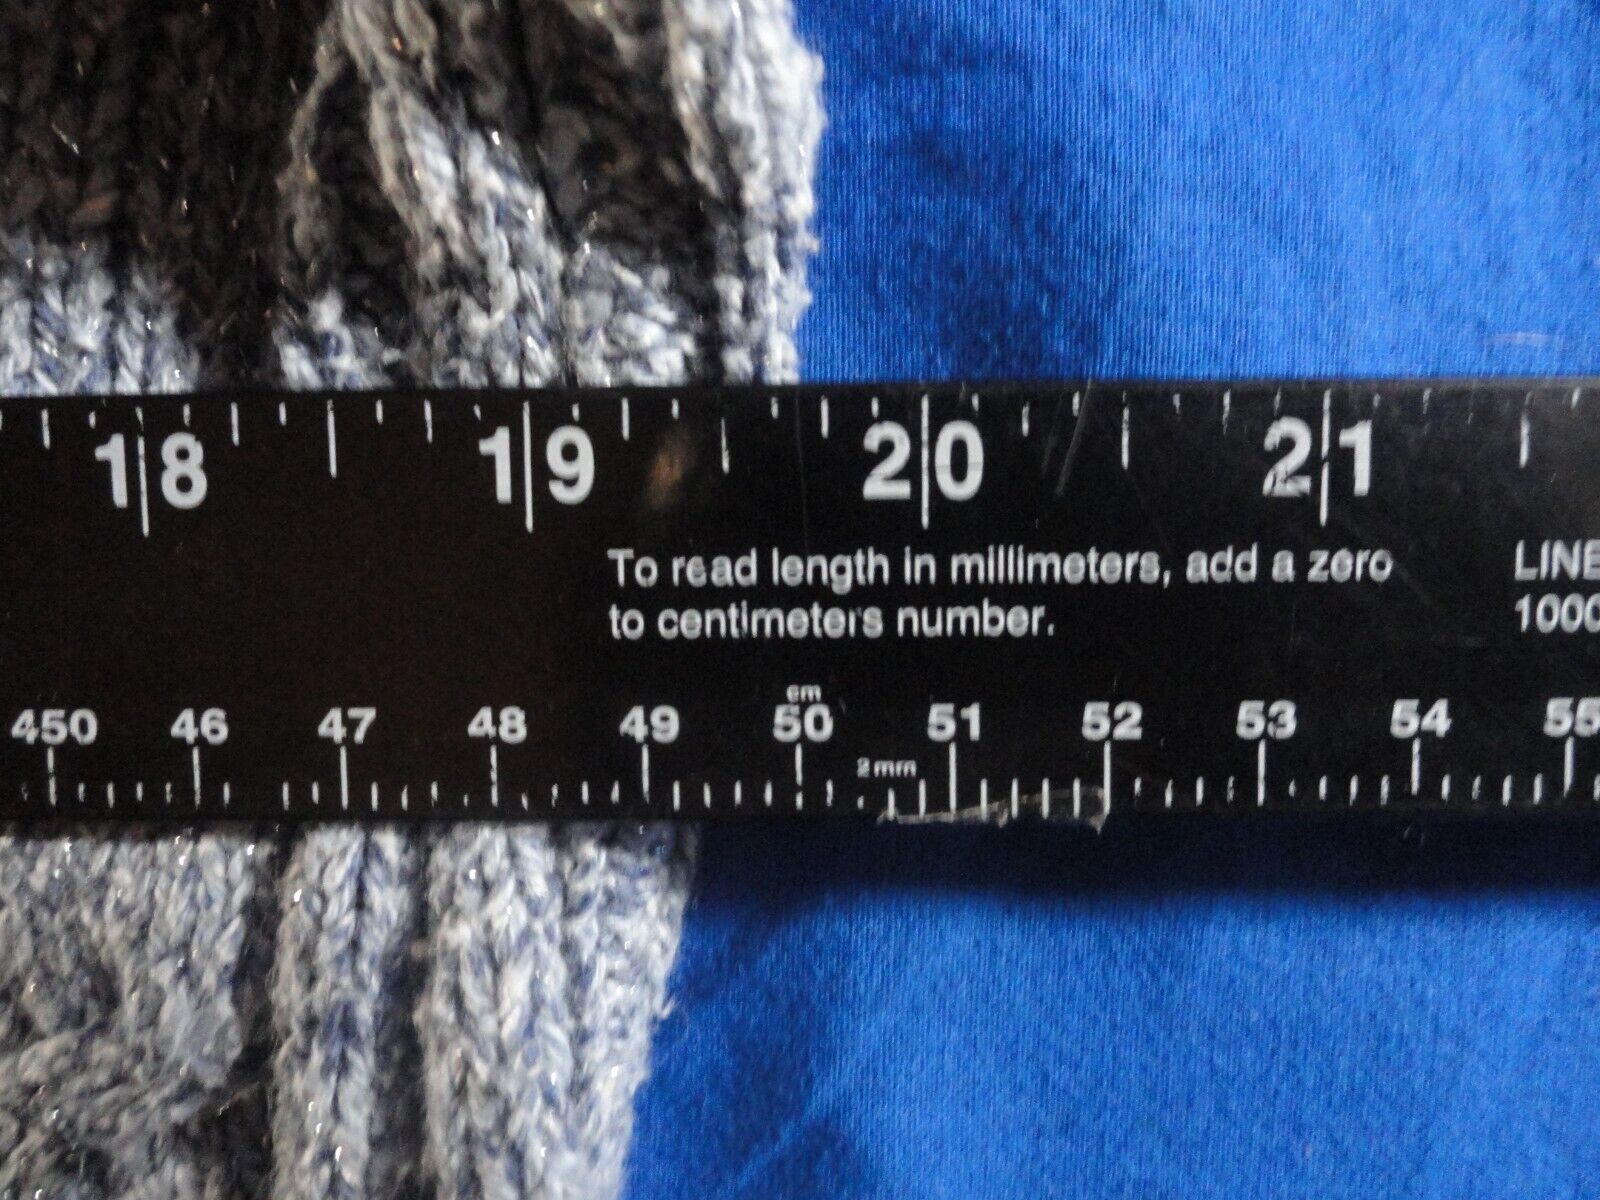 18 19 20 21
To read length in millimeters, add a zero
to centimeters number.
LINE
1000
cm
450 46 47 48 49 50 51 52 53 54 55
2mm